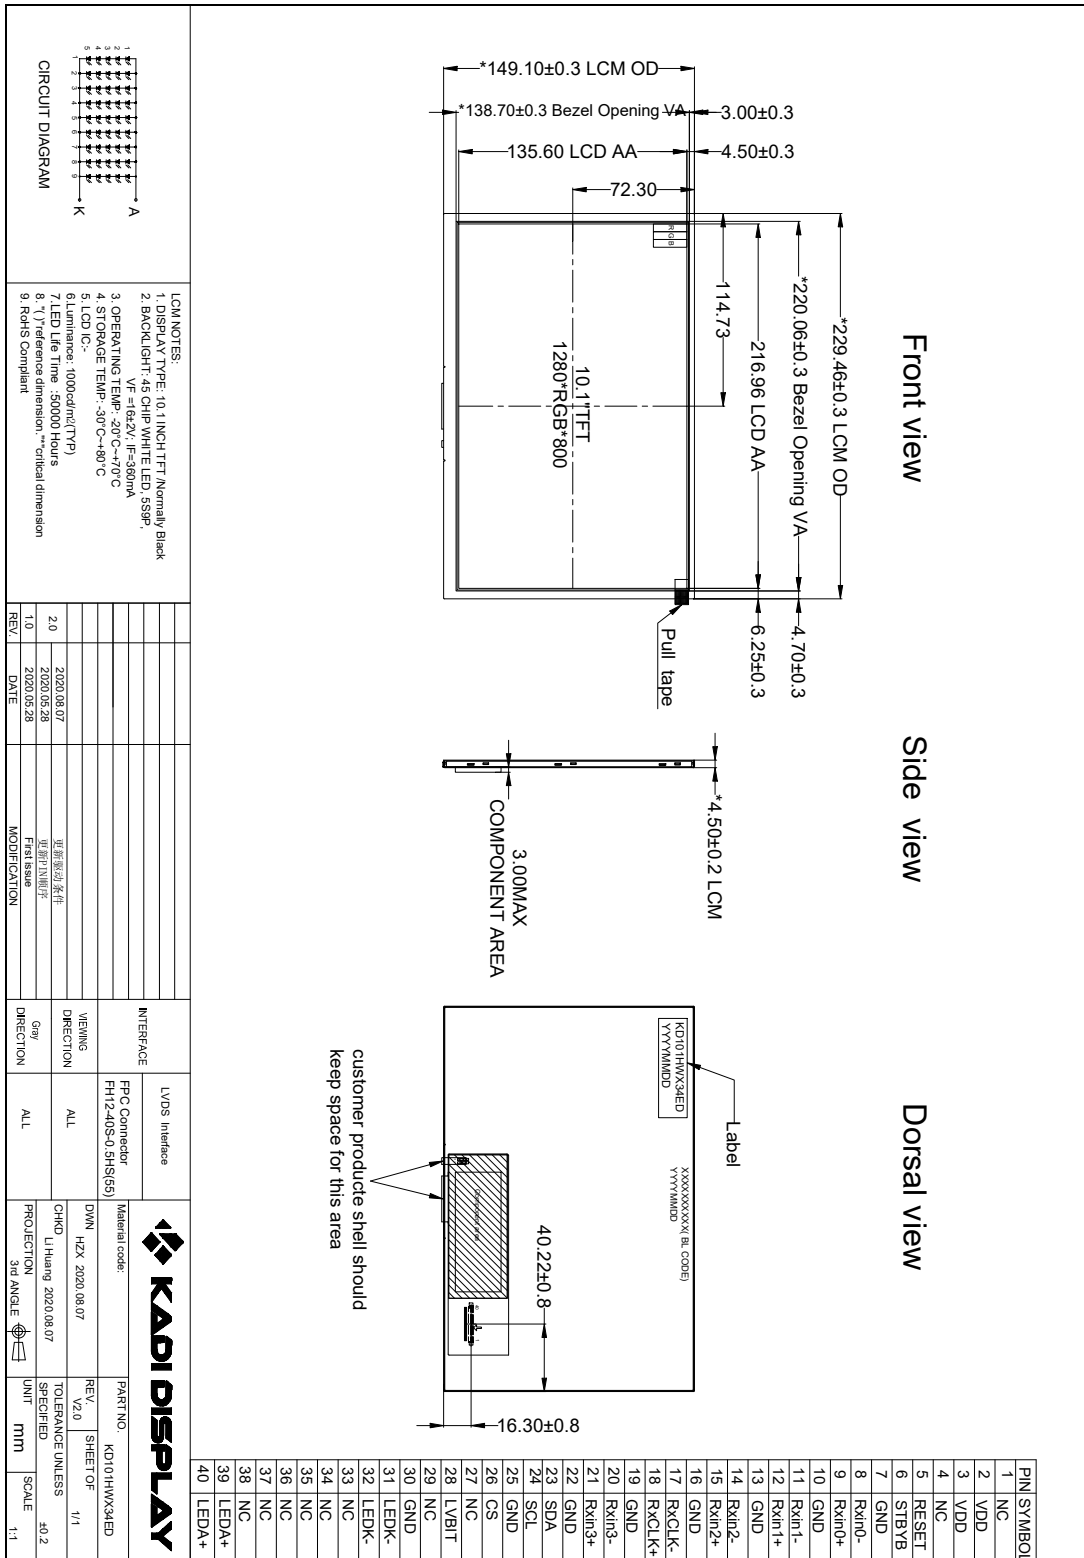 Front view
Side view
Dorsal view
*229.46±0.3 LCM OD
*220.06±0.3 Bezel Opening VA
216.96 LCD AA
114.73
4.70±0.3
6.25±0.3
*149.10±0.3 LCM OD
*138.70±0.3 Bezel Opening VA
3.00±0.3
135.60 LCD AA
4.50±0.3
72.30
R G B
10.1"TFT
1280*RGB*800
Pull tape
*4.50±0.2 LCM
3.00MAX
COMPONENT AREA
Label
KD101HWX34ED
YYYYMMDD
XXXXXXXXXX( BL CODE)
YYYYMMDD
40.22±0.8
16.30±0.8
customer producte shell should
keep space for this area
PIN SYMBOL
1 NC
2 VDD
3 VDD
4 NC
5 RESET
6 STBYB
7 GND
8 Rxin0-
9 Rxin0+
10 GND
11 Rxin1-
12 Rxin1+
13 GND
14 Rxin2-
15 Rxin2+
16 GND
17 RxCLK-
18 RxCLK+
19 GND
20 Rxin3-
21 Rxin3+
22 GND
23 SDA
24 SCL
25 GND
26 CS
27 NC
28 LVBIT
29 NC
30 GND
31 LEDK-
32 LEDK-
33 NC
34 NC
35 NC
36 NC
37 NC
38 NC
39 LEDA+
40 LEDA+
1 2 3 4 5
1 2 3 4 5 6 7 8 9
A
K
CIRCUIT DIAGRAM
LCM NOTES:
1. DISPLAY TYPE: 10.1 INCH TFT /Normally Black
2. BACKLIGHT: 45 CHIP WHITE LED, 5S9P,
VF =16±2V; IF=360mA
3. OPERATING TEMP: -20°C~+70°C
4. STORAGE TEMP: -30°C~+80°C
5. LCD IC:-
6.Luminance: 1000cd/m2(TYP)
7.LED Life Time :50000 Hours
8. "( )"reference dimension,"*"critical dimension
9. RoHS Compliant
2.0 2020.08.07 更新驱动条件
2020.05.28 更新PIN顺序
1.0 2020.05.28 First issue
REV. DATE MODIFICATION
INTERFACE
LVDS Interface
FPC Connector
FH12-40S-0.5HS(55)
VIEWING
DIRECTION
ALL
Gray
DIRECTION
ALL
KADI DISPLAY
Material code:
PART NO.
KD101HWX34ED
DWN
HZX 2020.08.07
REV.
V2.0
SHEET OF
1/1
CHKD
Li Huang 2020.08.07
TOLERANCE UNLESS
SPECIFIED
±0.2
PROJECTION
3rd ANGLE
UNIT
mm
SCALE
1:1